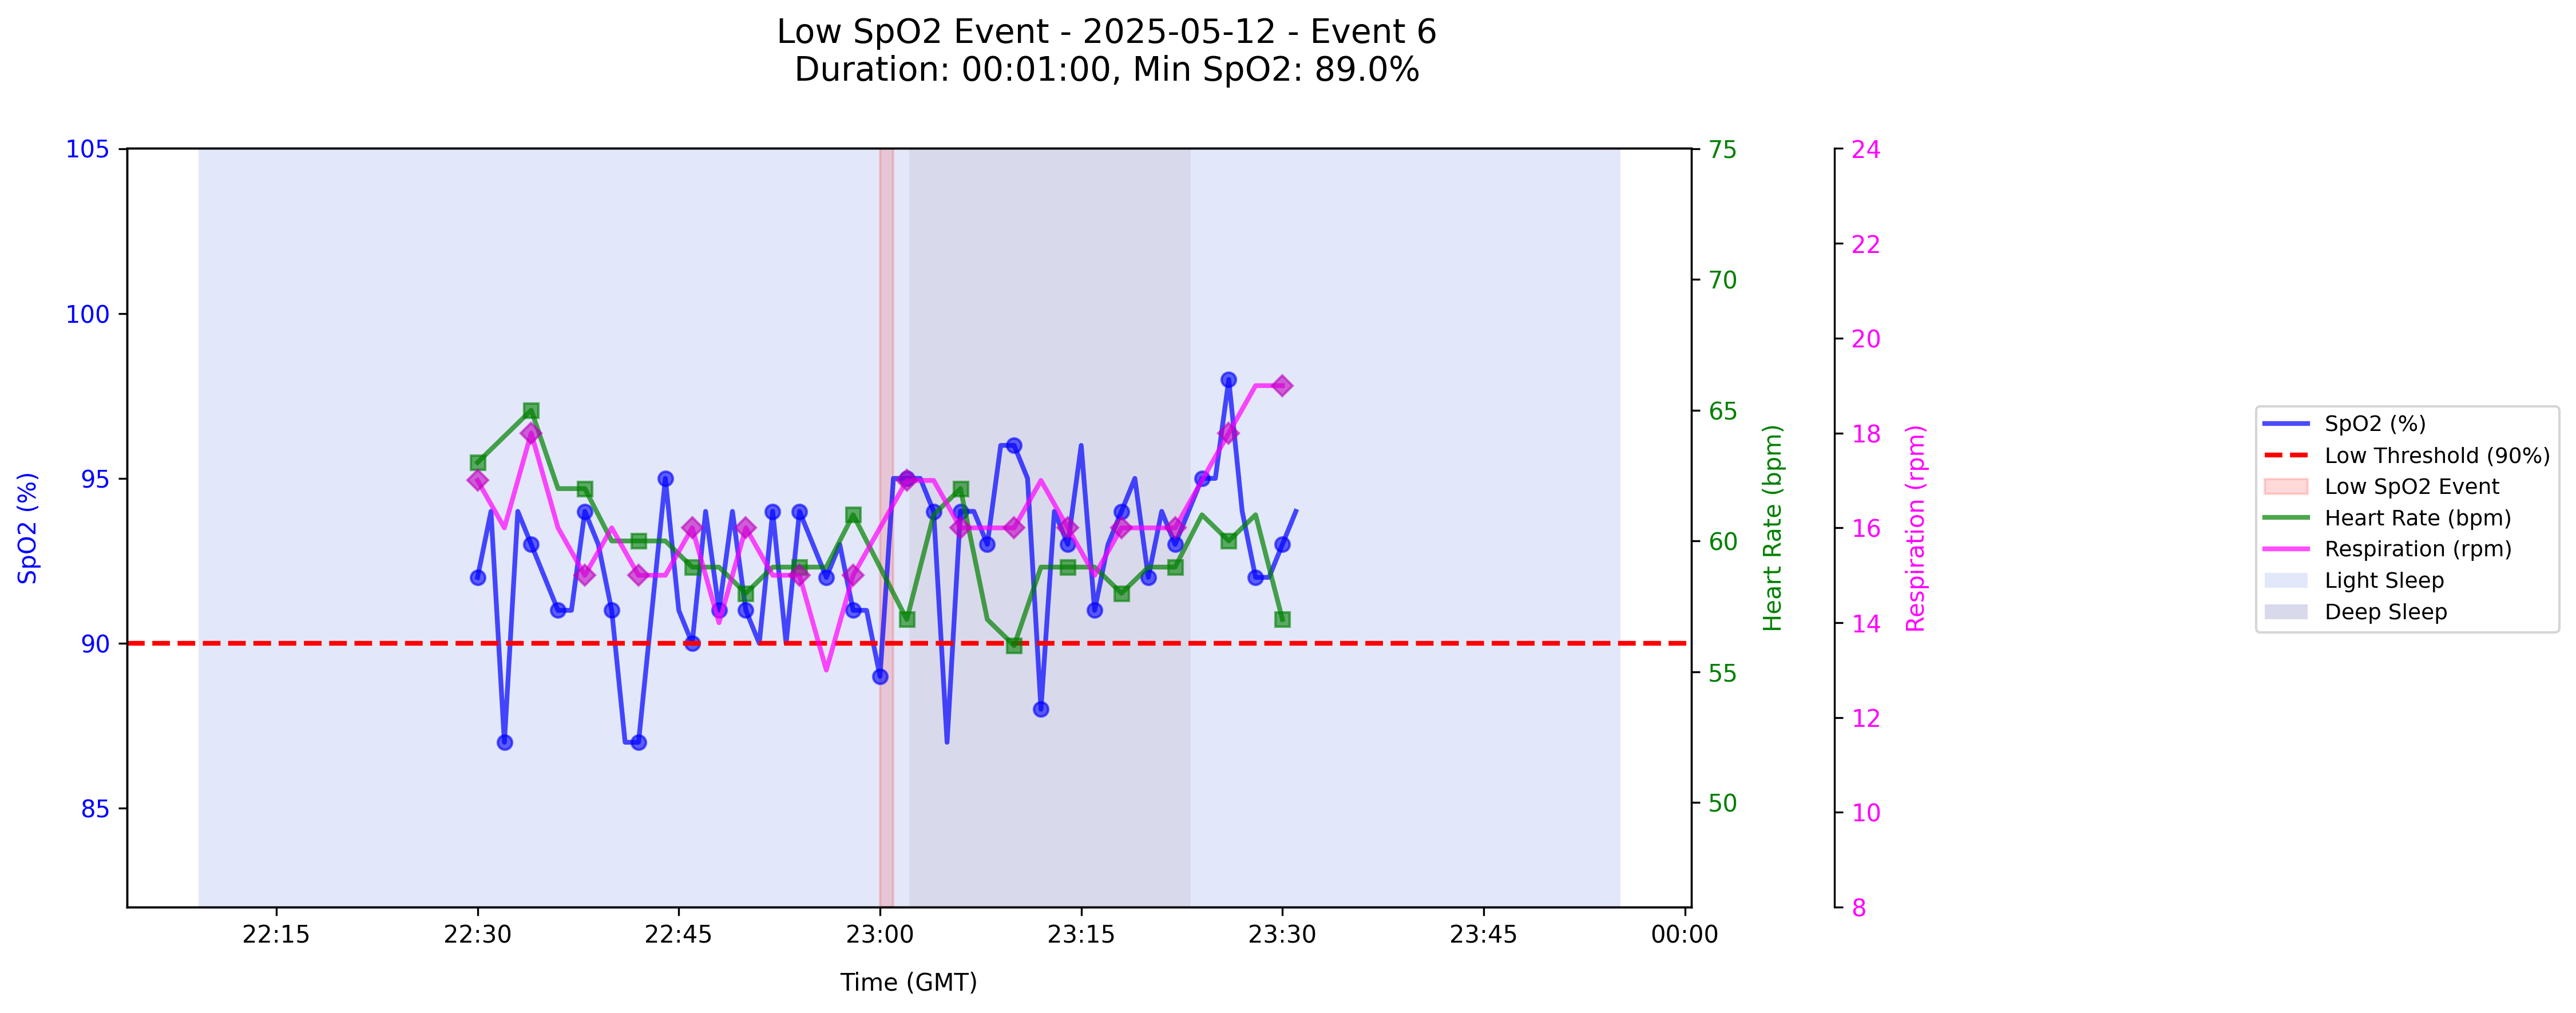 Low SpO2 Event - 2025-05-12 - Event 6
Duration: 00:01:00, Min SpO2: 89.0%
SpO2 (%)
105
100
95
90
85
75
70
65
60
55
50
Heart Rate (bpm)
24
22
20
18
16
14
12
10
8
Respiration (rpm)
22:15
22:30
22:45
23:00
23:15
23:30
23:45
00:00
Time (GMT)
SpO2 (%)
Low Threshold (90%)
Low SpO2 Event
Heart Rate (bpm)
Respiration (rpm)
Light Sleep
Deep Sleep